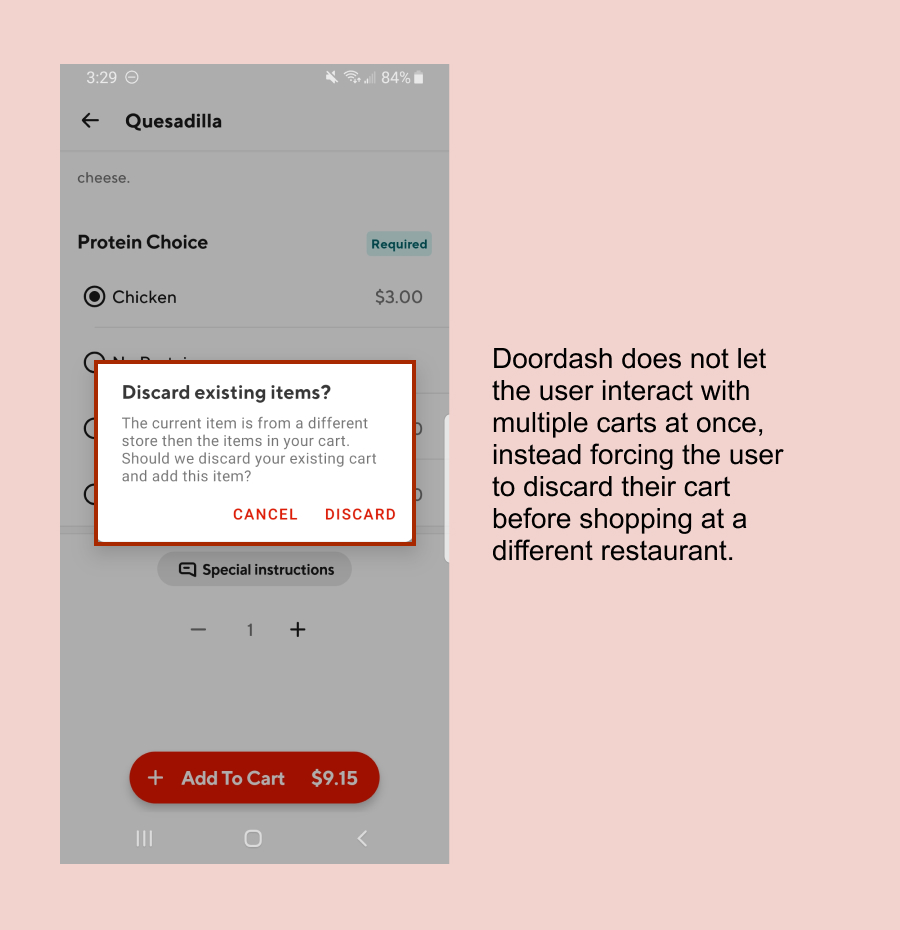 3:29 84%
Quesadilla
cheese.
Protein Choice Required
Chicken $3.00
Discard existing items?
The current item is from a different
store then the items in your cart.
Should we discard your existing cart
and add this item?
CANCEL DISCARD
Special instructions
1
Add To Cart $9.15
Doordash does not let
the user interact with
multiple carts at once,
instead forcing the user
to discard their cart
before shopping at a
different restaurant.